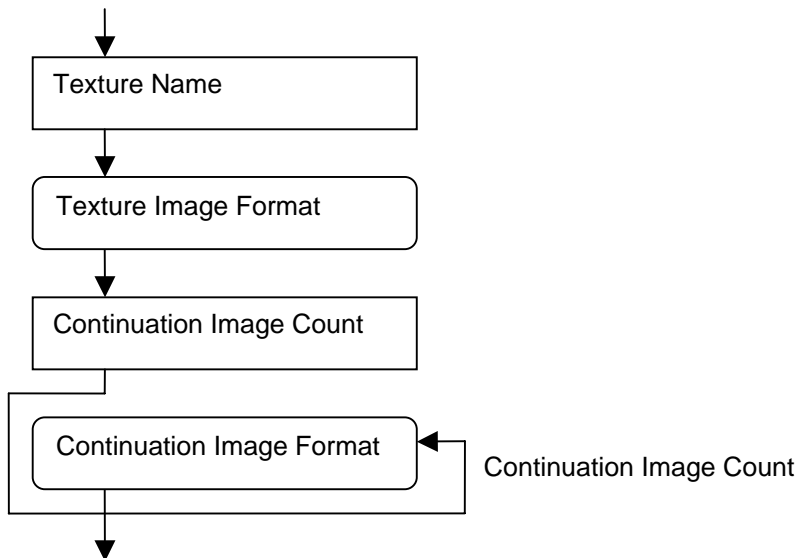 Texture Name
Texture Image Format
Continuation Image Count
Continuation Image Format
Continuation Image Count